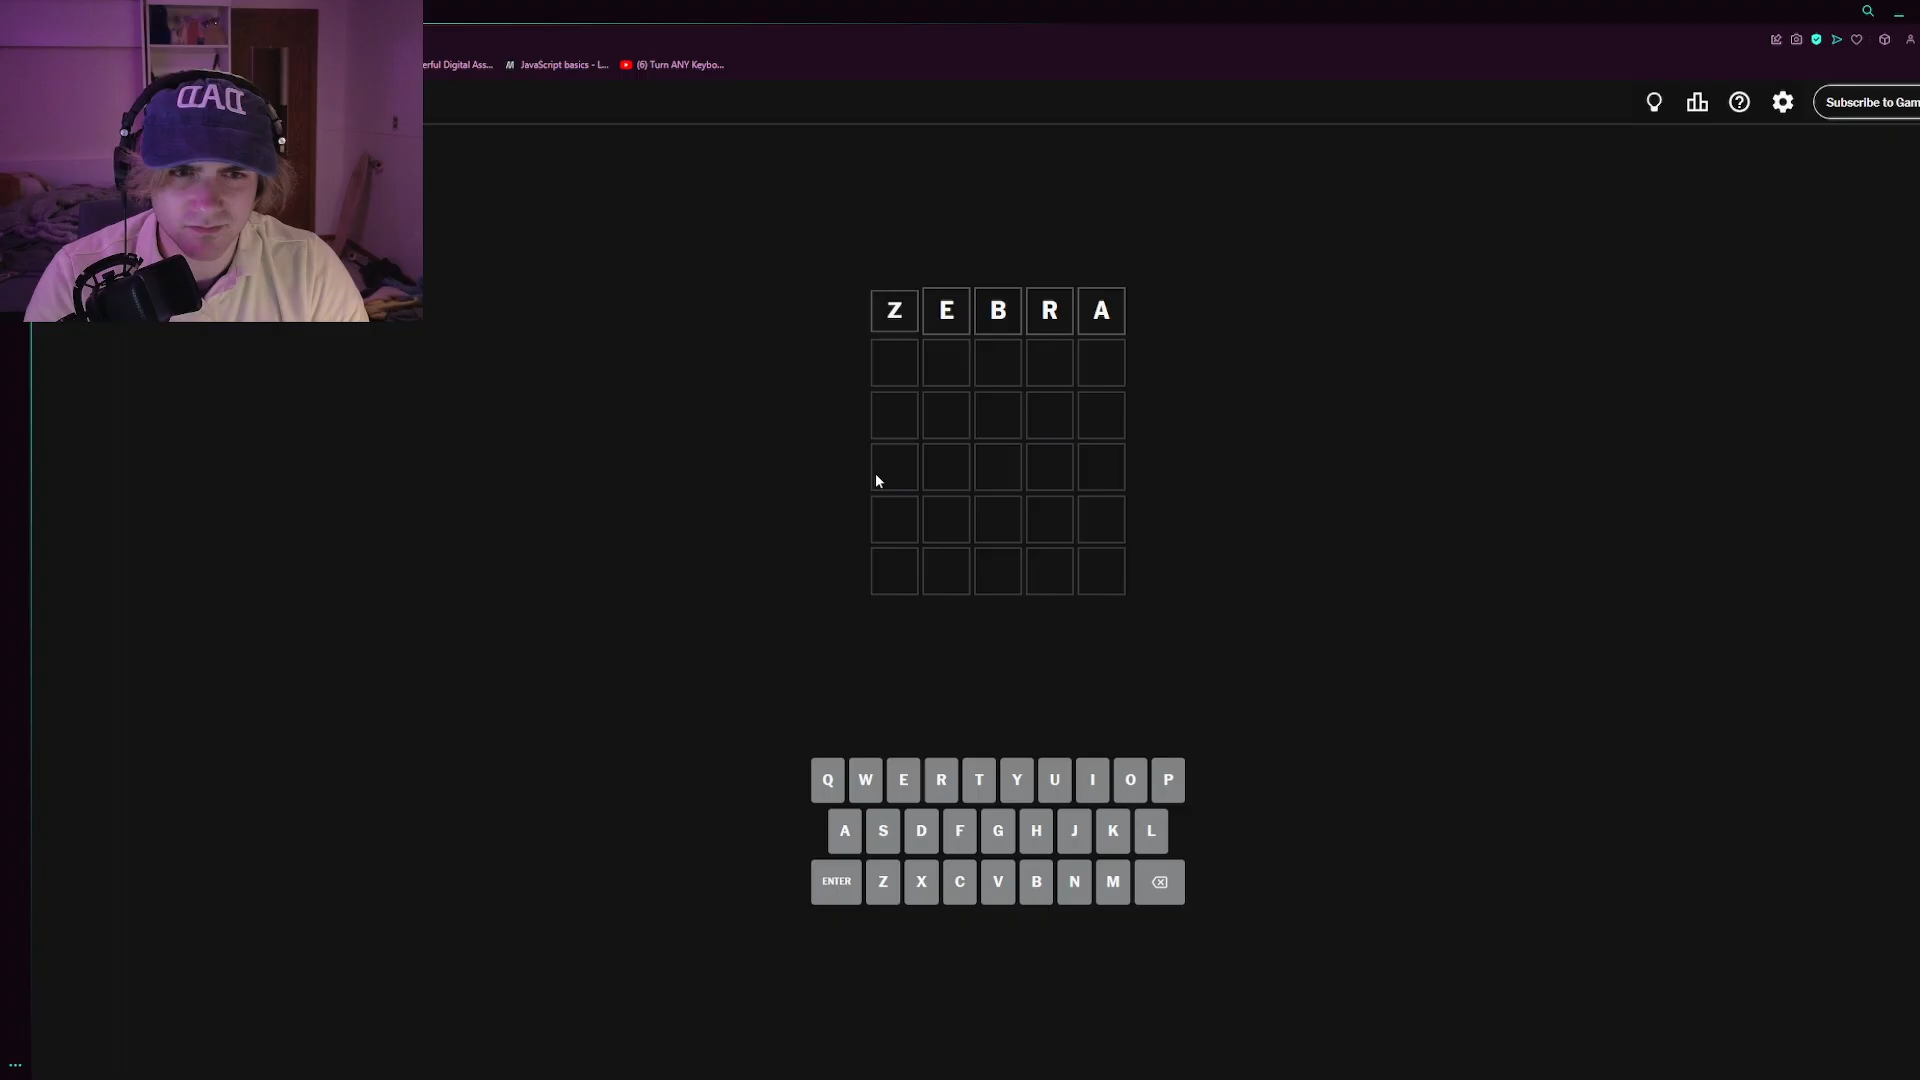 erful Digital Ass...
JavaScript basics - L...
(6) Turn ANY Keybo...
DAD
Subscribe to Gam
Z E B R A
Q W E R T Y U I O P
A S D F G H J K L
ENTER Z X C V B N M